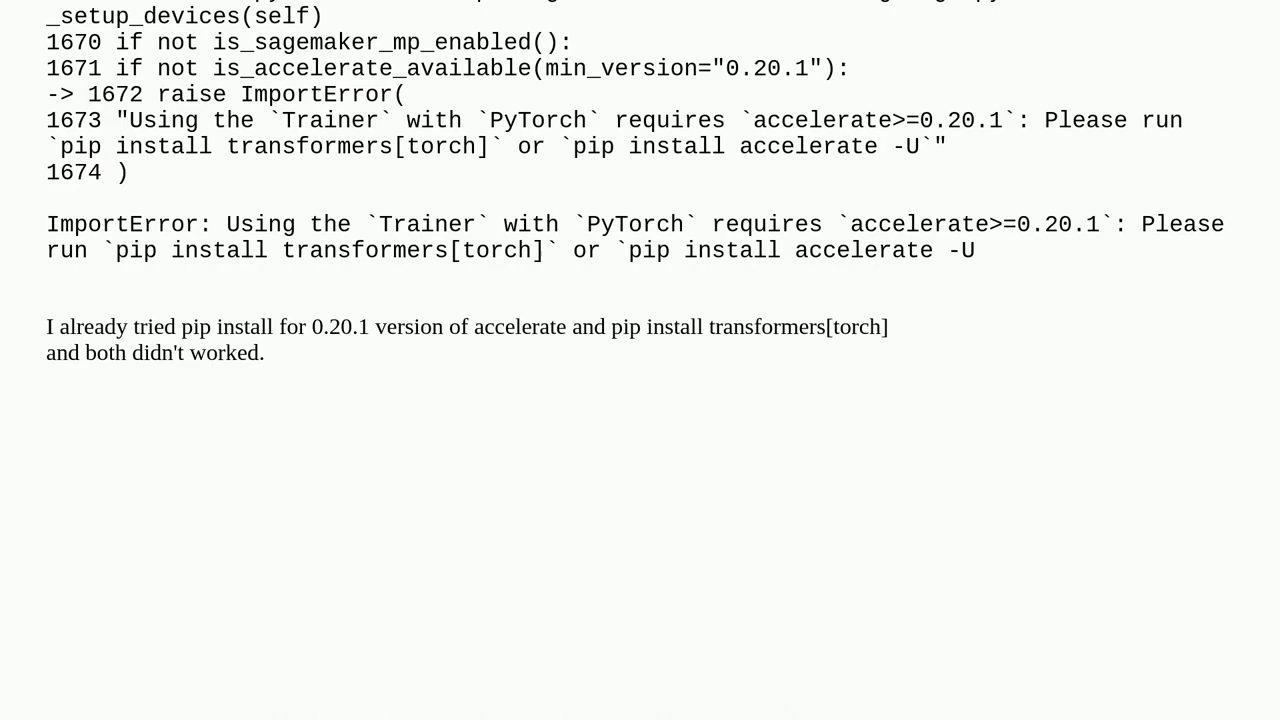 _setup_devices(self)
1670 if not is_sagemaker_mp_enabled():
1671 if not is_accelerate_available(min_version="0.20.1"):
-> 1672 raise ImportError(
1673 "Using the `Trainer` with `PyTorch` requires `accelerate>=0.20.1`: Please run
`pip install transformers[torch]` or `pip install accelerate -U`"
1674 )
ImportError: Using the `Trainer` with `PyTorch` requires `accelerate>=0.20.1`: Please
run `pip install transformers[torch]` or `pip install accelerate -U
I already tried pip install for 0.20.1 version of accelerate and pip install transformers[torch]
and both didn't worked.